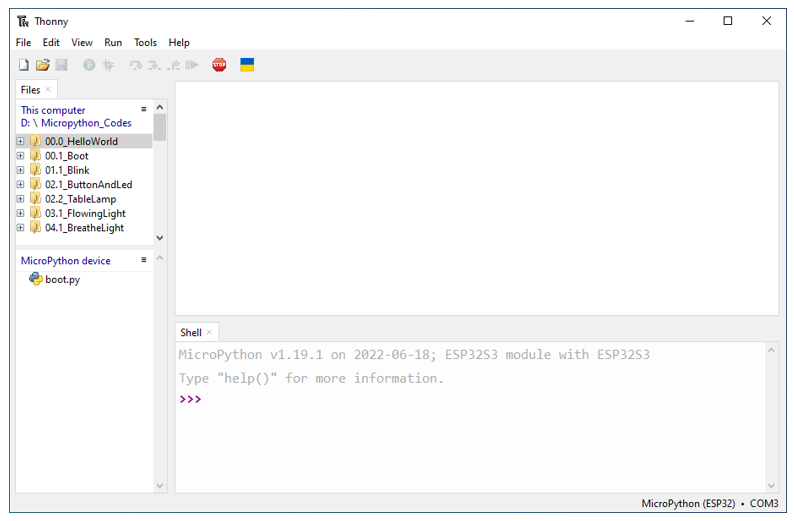 Thonny
File Edit View Run Tools Help
STOP
Files
This computer
D: \ Micropython_Codes
00.0_HelloWorld
00.1_Boot
01.1_Blink
02.1_ButtonAndLed
02.2_TableLamp
03.1_FlowingLight
04.1_BreatheLight
MicroPython device
boot.py
Shell
MicroPython v1.19.1 on 2022-06-18; ESP32S3 module with ESP32S3
Type "help()" for more information.
>>>
MicroPython (ESP32) • COM3